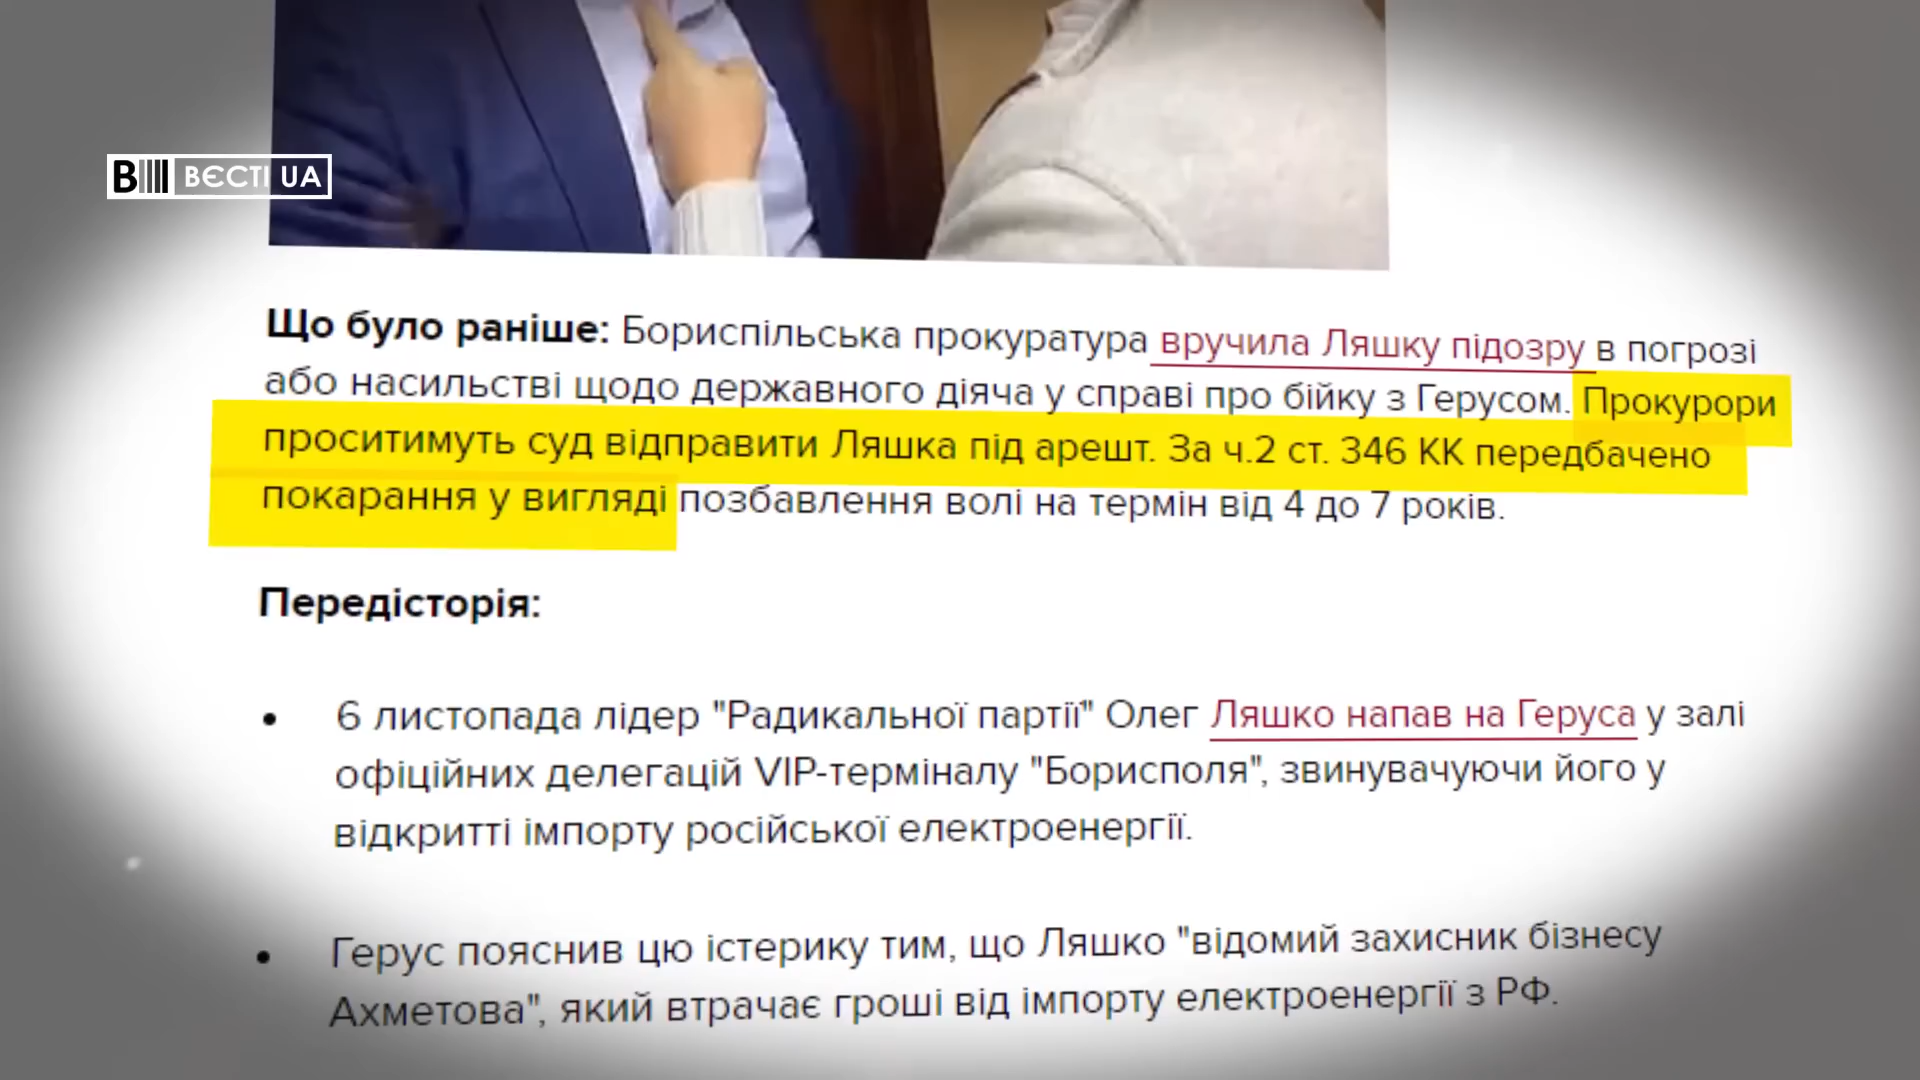 В ВЄСТІ UA
Що було раніше: Бориспільська прокуратура вручила Ляшку підозру в погрозі
або насильстві щодо державного діяча у справі про бійку з Герусом. Прокурори
проситимуть суд відправити Ляшка під арешт. За ч.2 ст. 346 КК передбачено
покарання у вигляді позбавлення волі на термін від 4 до 7 років.
Передісторія:
• 6 листопада лідер "Радикальної партії" Олег Ляшко напав на Геруса у залі
офіційних делегацій VIP-терміналу "Борисполя", звинувачуючи його у
відкритті імпорту російської електроенергії.
• Герус пояснив цю істерику тим, що Ляшко "відомий захисник бізнесу
Ахметова", який втрачає гроші від імпорту електроенергії з РФ.